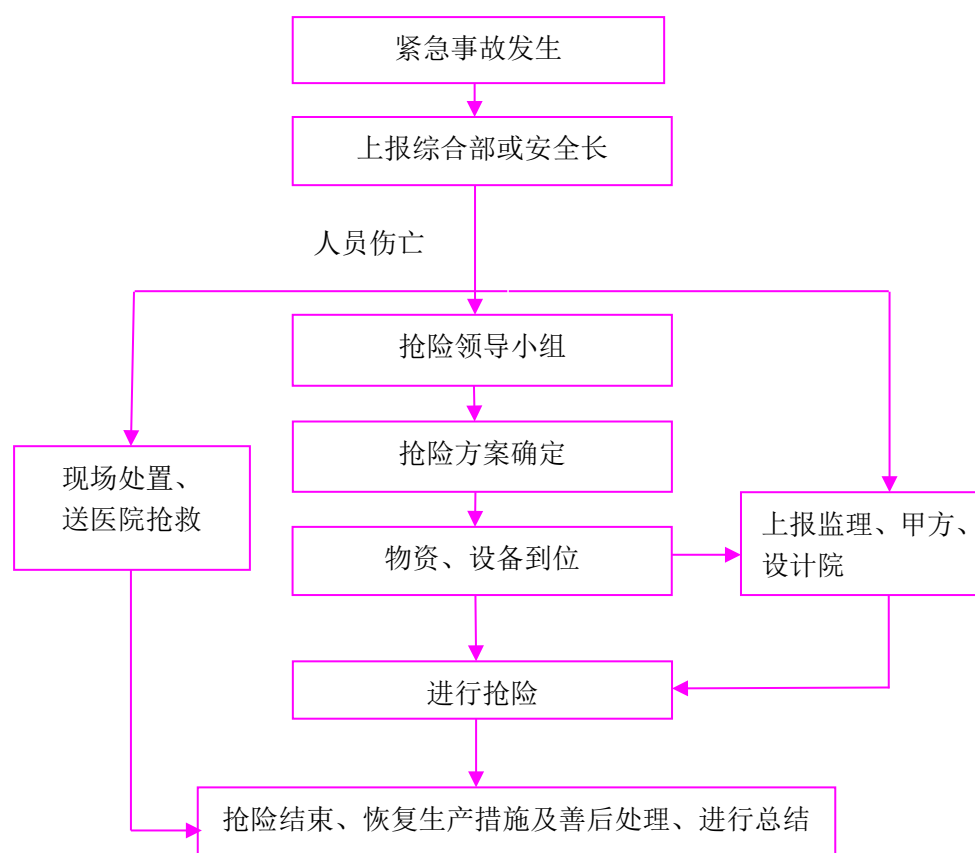 紧急事故发生
上报综合部或安全长
人员伤亡
抢险领导小组
抢险方案确定
现场处置、
送医院抢救
物资、设备到位
上报监理、甲方、
设计院
进行抢险
抢险结束、恢复生产措施及善后处理、进行总结